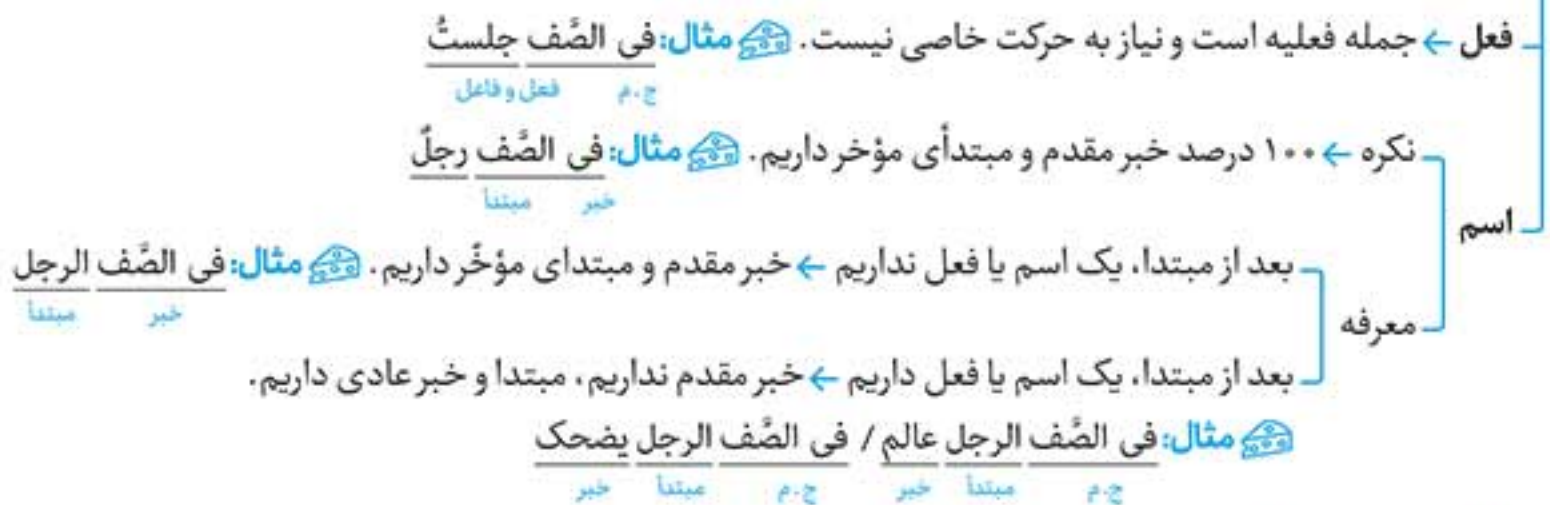 فعل ← جمله فعلیه است و نیاز به حرکت خاصی نیست. مثال: فی الصَّف جلستُ
ج.م فعل و فاعل
نکره ← ۱۰۰ درصد خبر مقدم و مبتدأی مؤخر داریم. مثال: فی الصَّف رجلٌ
خبر مبتدأ
اسم
بعد از مبتدا، یک اسم یا فعل نداریم ← خبر مقدم و مبتدای مؤخّر داریم. مثال: فی الصَّف الرجل
خبر مبتدأ
معرفه
بعد از مبتدا، یک اسم یا فعل داریم ← خبر مقدم نداریم، مبتدا و خبر عادی داریم.
مثال: فی الصَّف الرجل عالم / فی الصَّف الرجل یضحک
ج.م مبتدأ خبر ج.م مبتدأ خبر